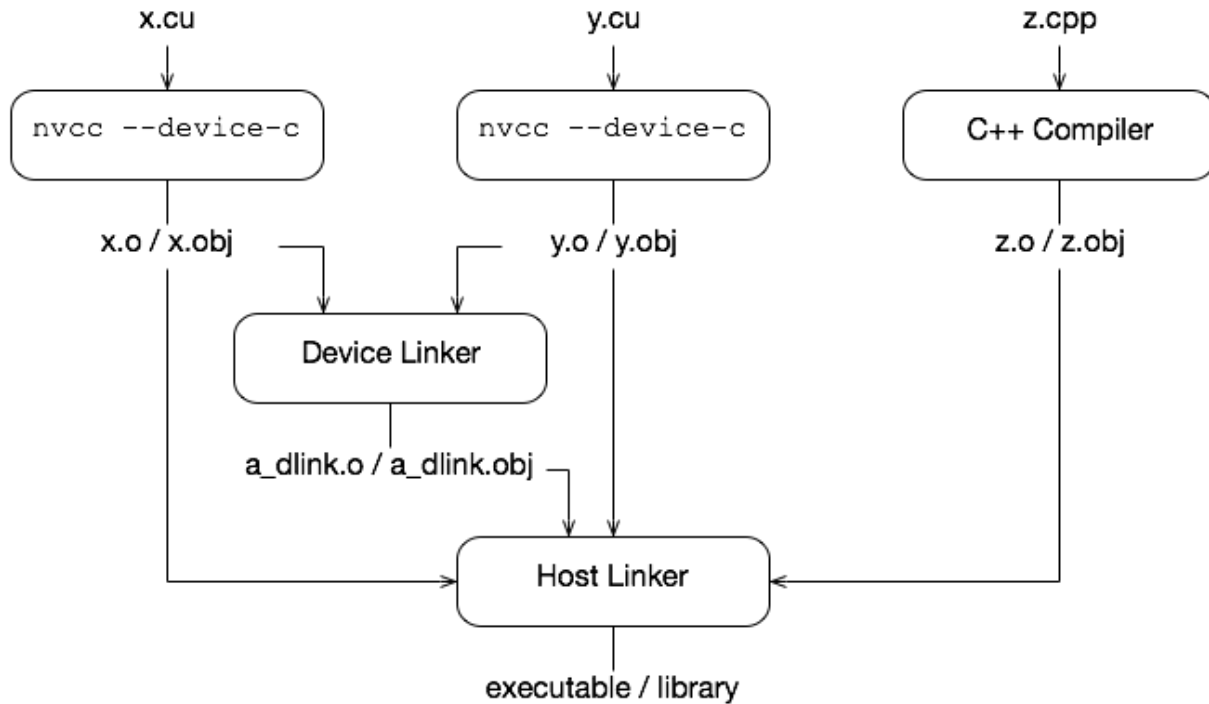 x.cu
y.cu
z.cpp
nvcc --device-c
nvcc --device-c
C++ Compiler
x.o / x.obj
y.o / y.obj
z.o / z.obj
Device Linker
a_dlink.o / a_dlink.obj
Host Linker
executable / library